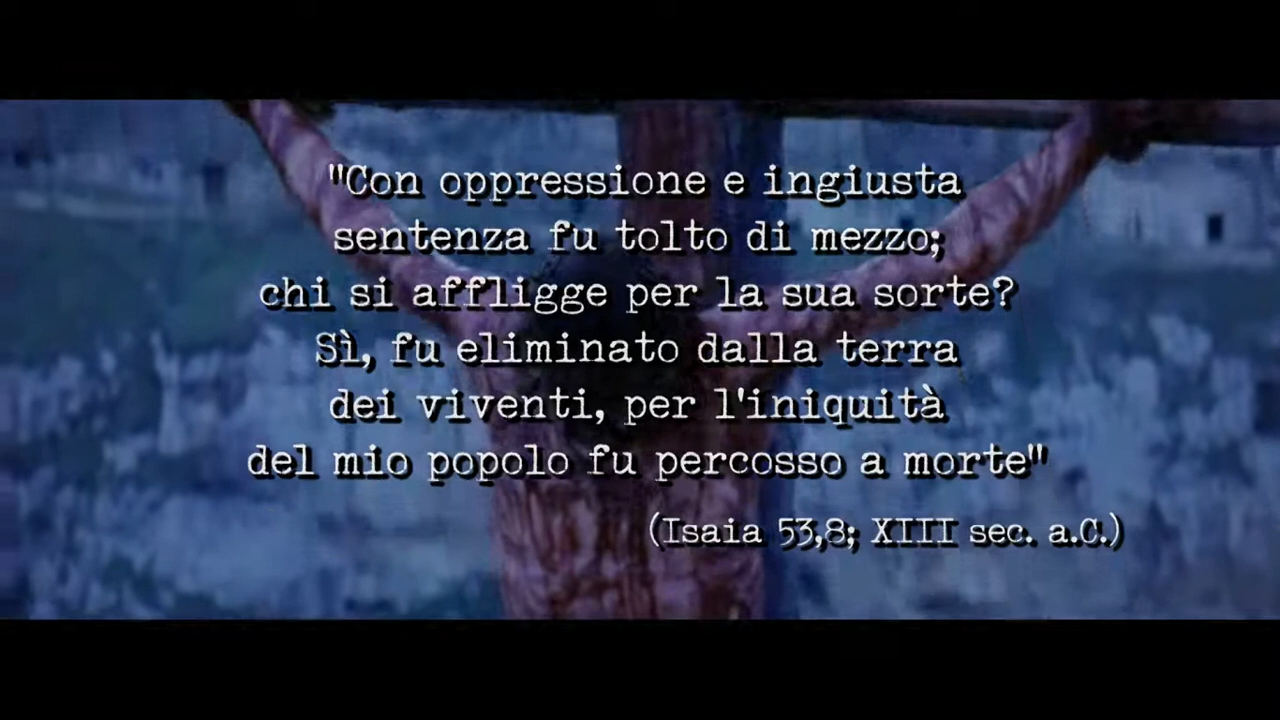 "Con oppressione e ingiusta
sentenza fu tolto di mezzo;
chi si affligge per la sua sorte?
Sì, fu eliminato dalla terra
dei viventi, per l'iniquità
del mio popolo fu percosso a morte"
(Isaia 53,8; XIII sec. a.C.)